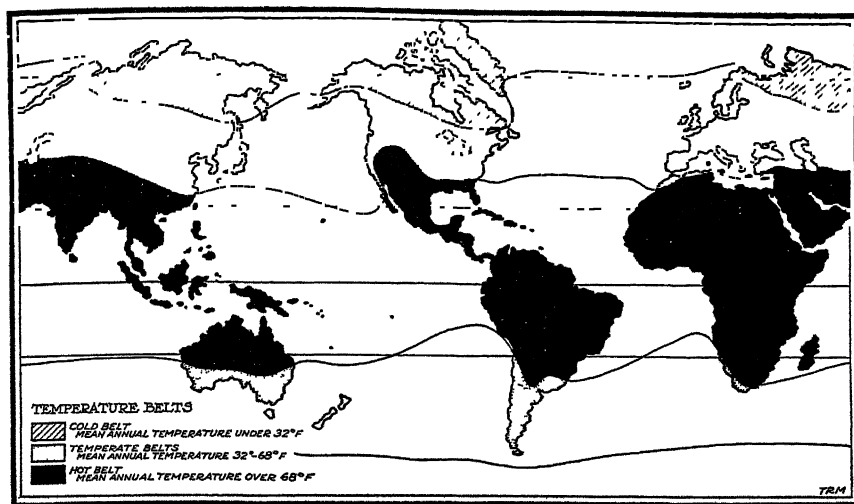 TEMPERATURE BELTS
COLD BELT
MEAN ANNUAL TEMPERATURE UNDER 32°F
TEMPERATE BELTS
MEAN ANNUAL TEMPERATURE 32°-68°F
HOT BELT
MEAN ANNUAL TEMPERATURE OVER 68°F
TRM